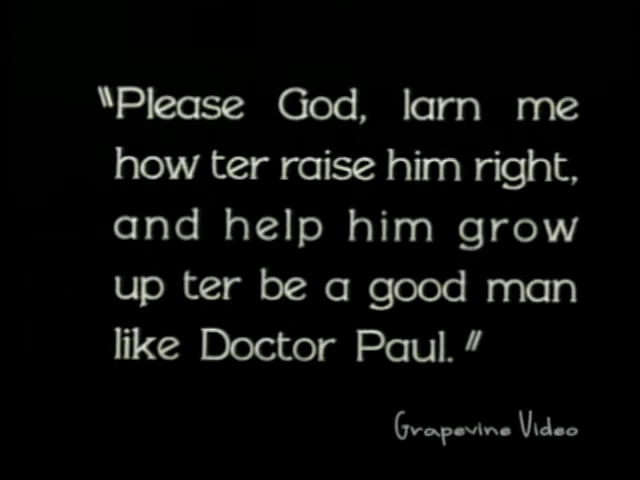 "Please God, larn me
how ter raise him right,
and help him grow
up ter be a good man
like Doctor Paul."
Grapevine Video